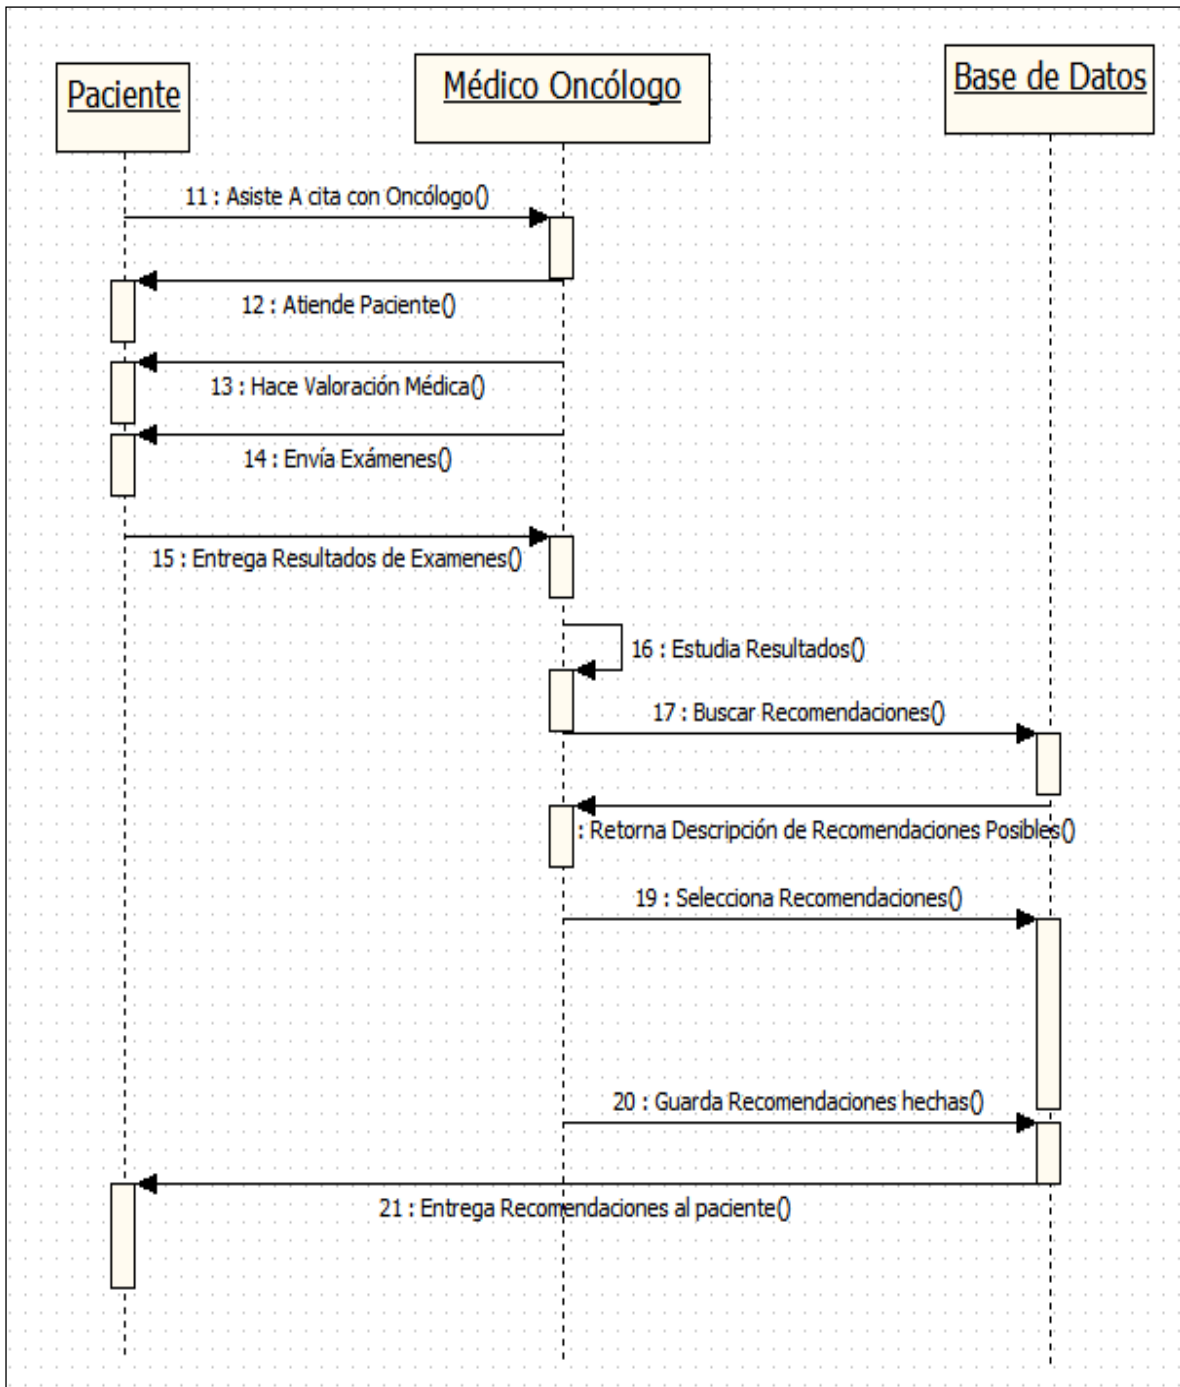 Paciente
Médico Oncólogo
Base de Datos
11 : Asiste A cita con Oncólogo()
12 : Atiende Paciente()
13 : Hace Valoración Médica()
14 : Envía Exámenes()
15 : Entrega Resultados de Examenes()
16 : Estudia Resultados()
17 : Buscar Recomendaciones()
: Retorna Descripción de Recomendaciones Posibles()
19 : Selecciona Recomendaciones()
20 : Guarda Recomendaciones hechas()
21 : Entrega Recomendaciones al paciente()